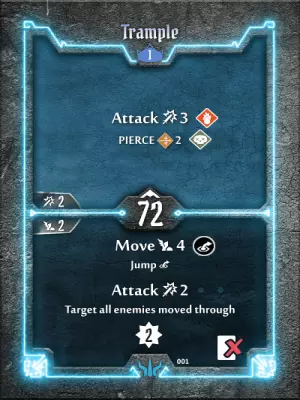 Trample
1
Attack 3
PIERCE 2
2
72
2
Move 4
Jump
Attack 2
Target all enemies moved through
2
001